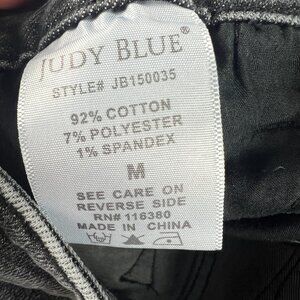 JUDY BLUE®
STYLE# JB150035
92% COTTON
7% POLYESTER
1% SPANDEX
M
SEE CARE ON
REVERSE SIDE
RN# 116380
MADE IN CHINA